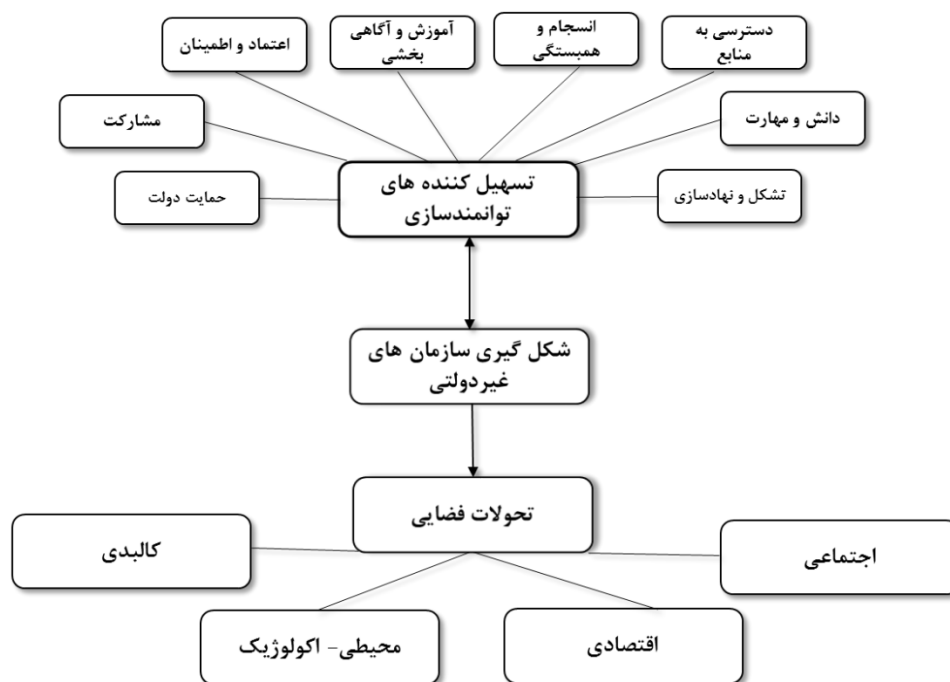 دسترسی به
منابع
انسجام و
همبستگی
آموزش و آگاهی
بخشی
اعتماد و اطمینان
دانش و مهارت
مشارکت
تشکل و نهادسازی
حمایت دولت
تسهیل کننده های
توانمندسازی
شکل گیری سازمان های
غیردولتی
تحولات فضایی
اجتماعی
کالبدی
اقتصادی
محیطی- اکولوژیک